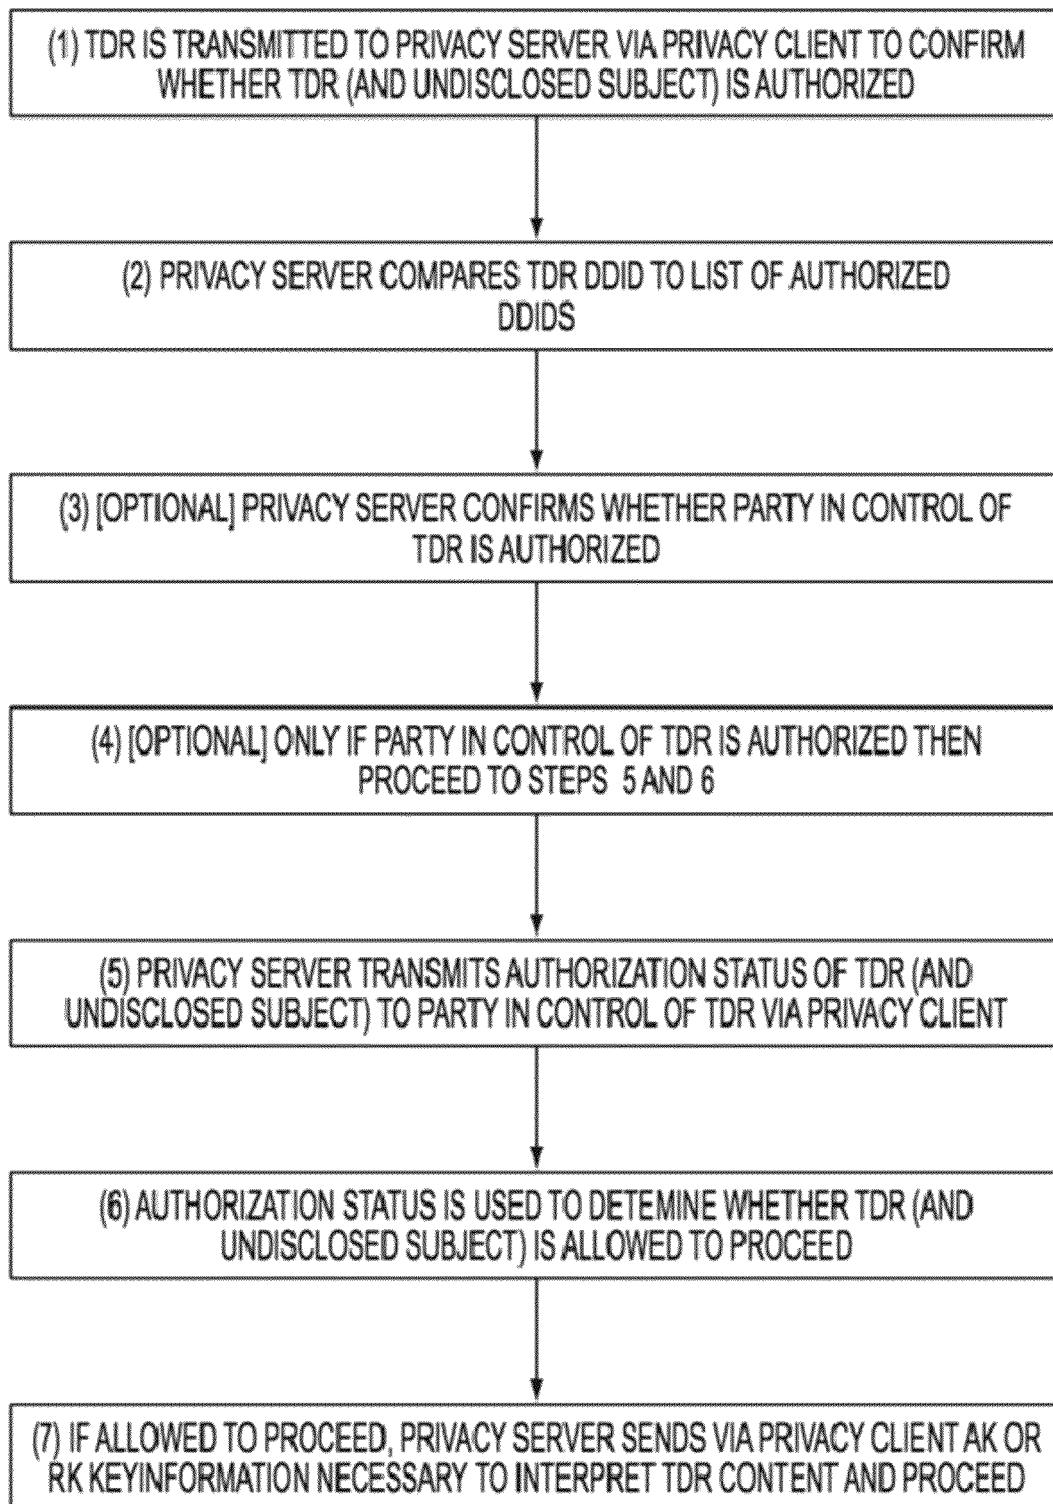 (1) TDR IS TRANSMITTED TO PRIVACY SERVER VIA PRIVACY CLIENT TO CONFIRM
WHETHER TDR (AND UNDISCLOSED SUBJECT) IS AUTHORIZED
(2) PRIVACY SERVER COMPARES TDR DDID TO LIST OF AUTHORIZED
DDIDS
(3) [OPTIONAL] PRIVACY SERVER CONFIRMS WHETHER PARTY IN CONTROL OF
TDR IS AUTHORIZED
(4) [OPTIONAL] ONLY IF PARTY IN CONTROL OF TDR IS AUTHORIZED THEN
PROCEED TO STEPS 5 AND 6
(5) PRIVACY SERVER TRANSMITS AUTHORIZATION STATUS OF TDR (AND
UNDISCLOSED SUBJECT) TO PARTY IN CONTROL OF TDR VIA PRIVACY CLIENT
(6) AUTHORIZATION STATUS IS USED TO DETEMINE WHETHER TDR (AND
UNDISCLOSED SUBJECT) IS ALLOWED TO PROCEED
(7) IF ALLOWED TO PROCEED, PRIVACY SERVER SENDS VIA PRIVACY CLIENT AK OR
RK KEYINFORMATION NECESSARY TO INTERPRET TDR CONTENT AND PROCEED